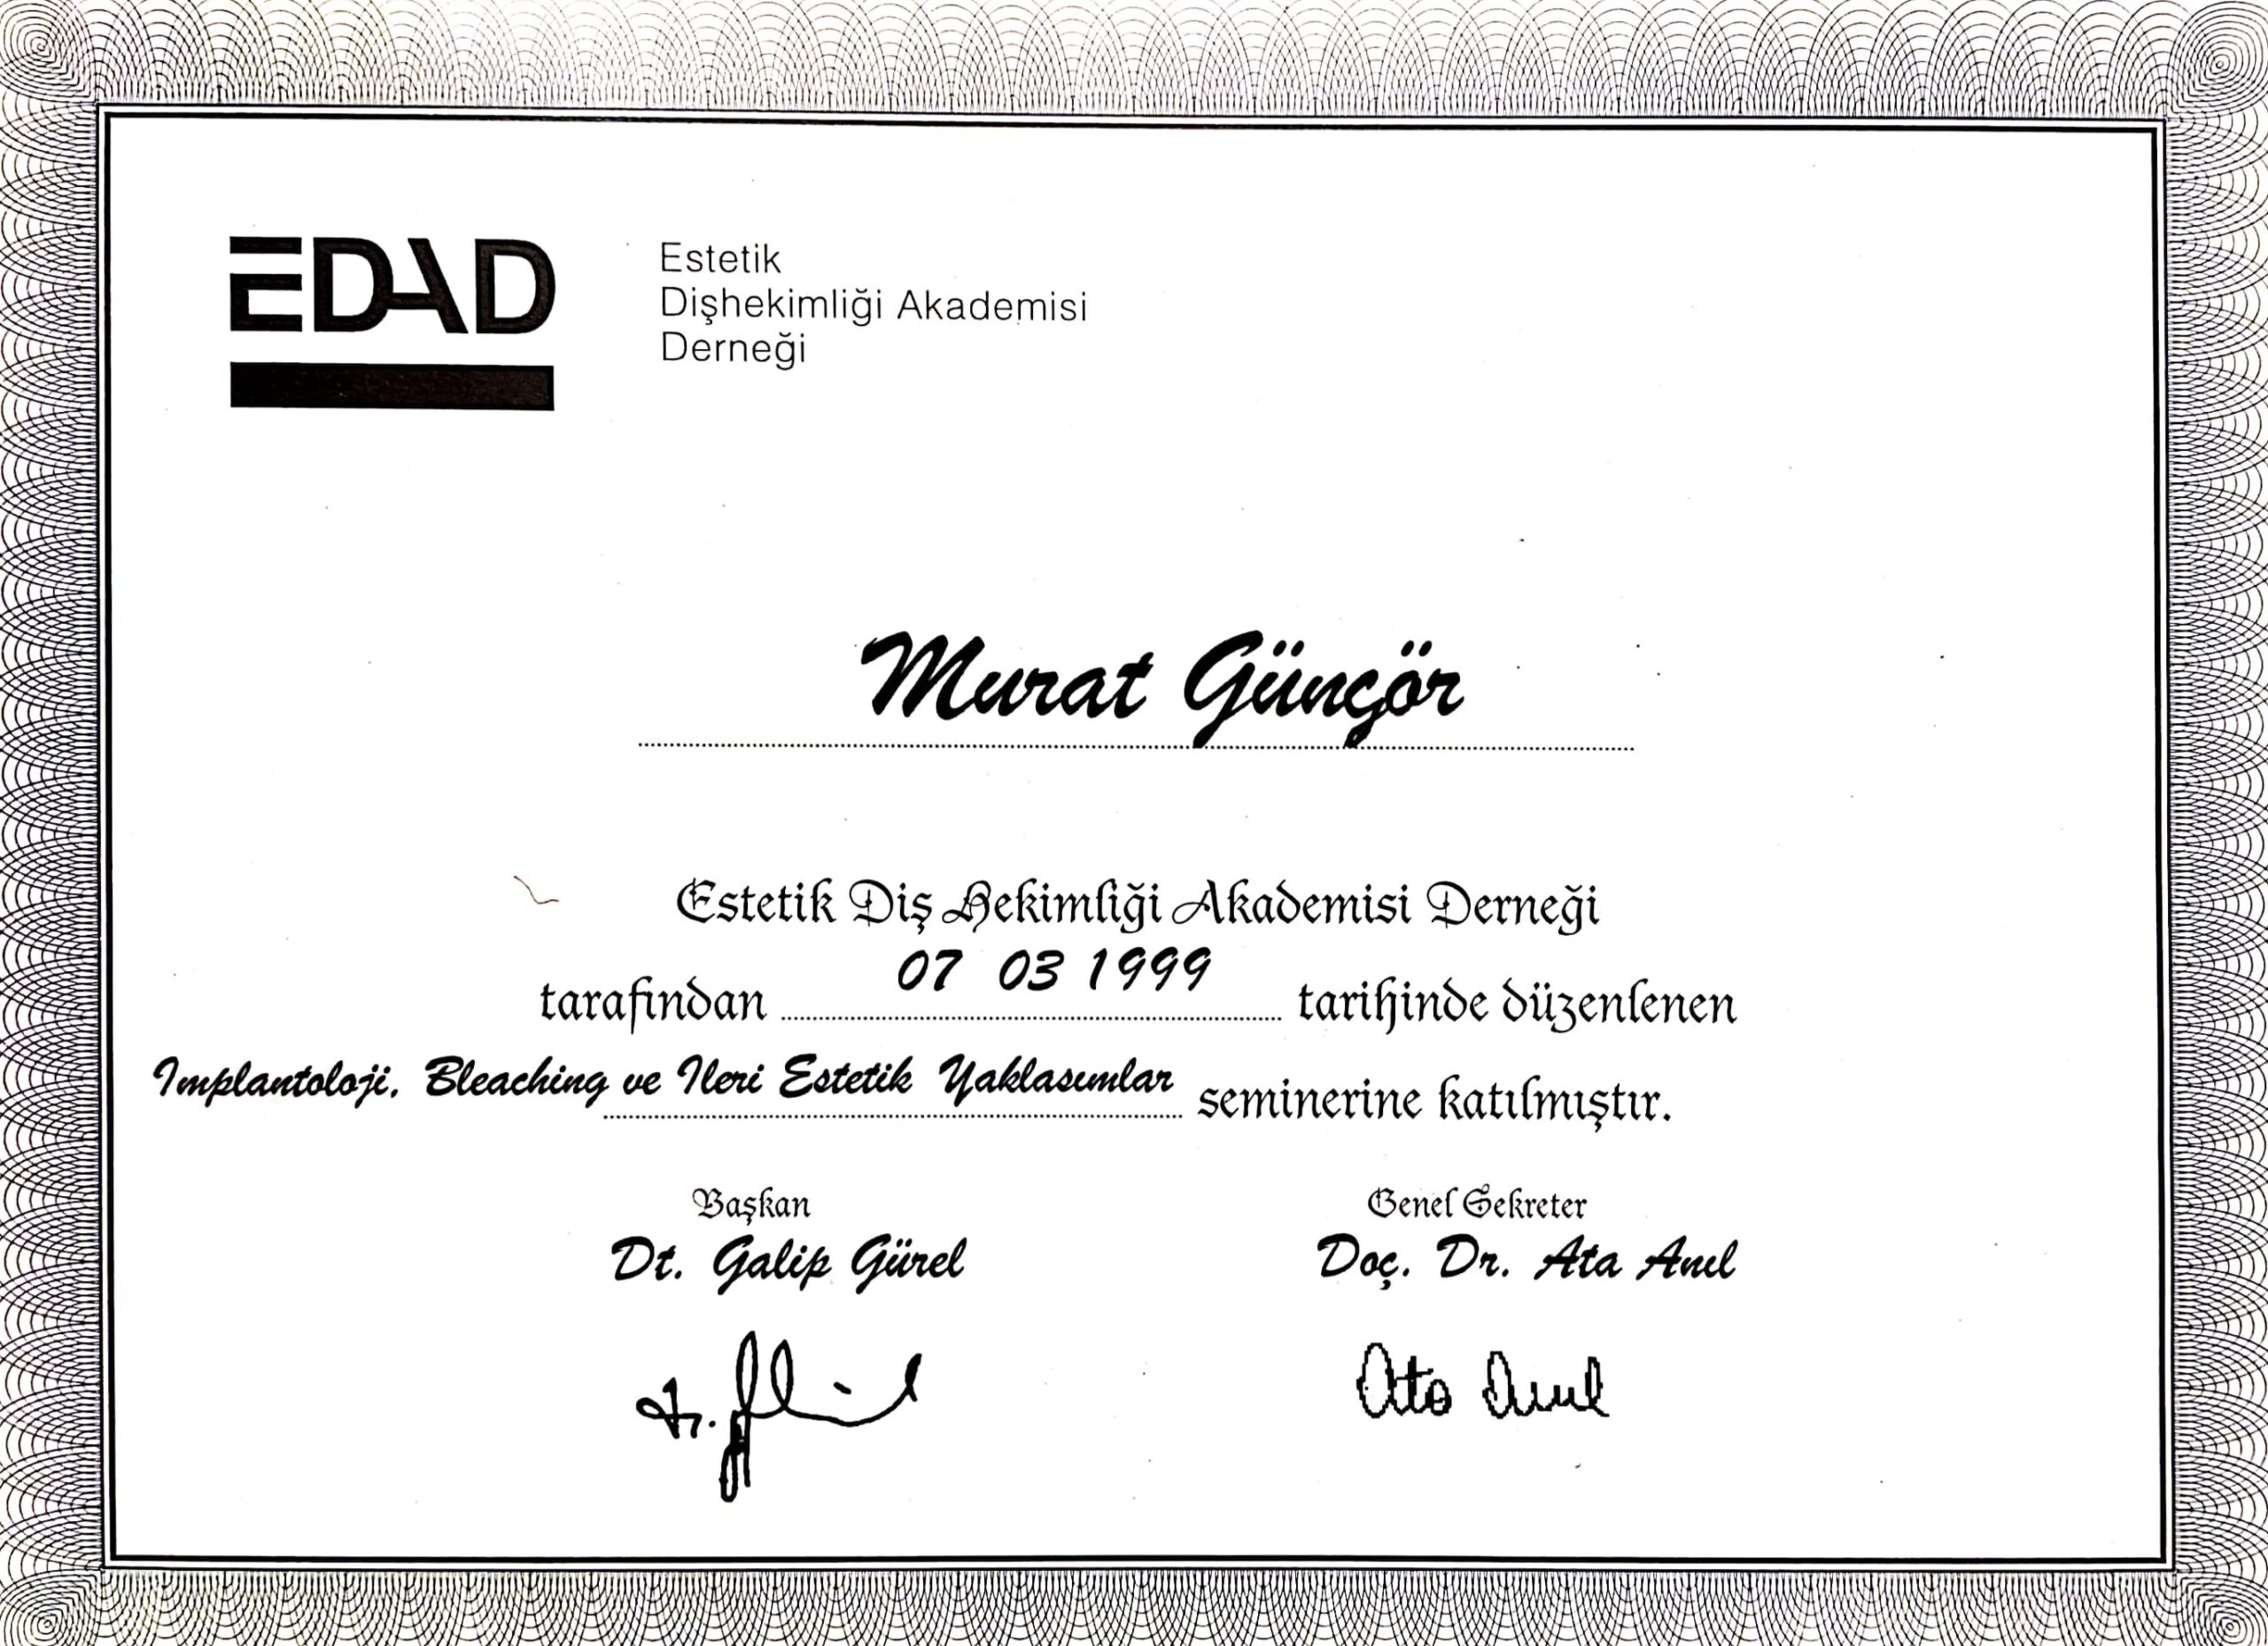 EDAD
Estetik
Dişhekimliği Akademisi
Derneği
Murat Güngör
Estetik Diş Hekimliği Akademisi Derneği
tarafından 07 03 1999 tarihinde düzenlenen
Implantoloji, Bleaching ve Ileri Estetik Yaklasımlar seminerine katılmıştır.
Başkan Genel Sekreter
Dt. Galip Gürel Doç. Dr. Ata Anıl
Ata Anıl